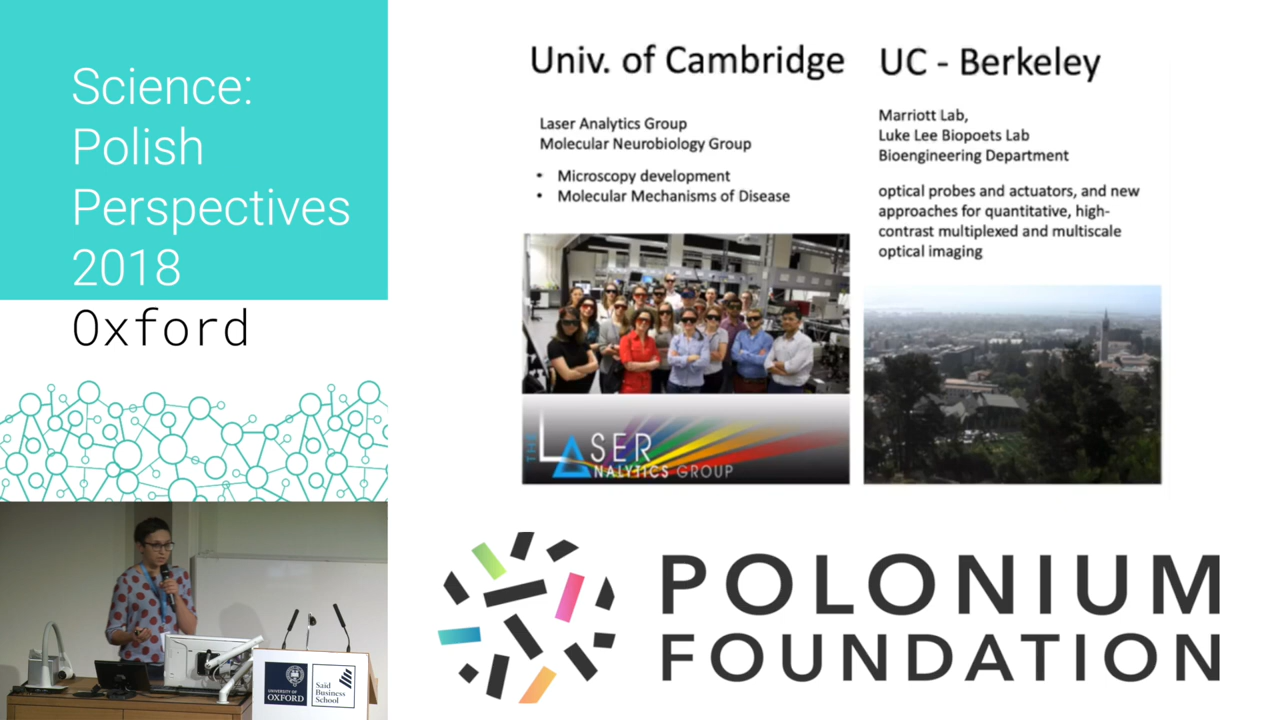 Science:
Polish
Perspectives
2018
Oxford
Univ. of Cambridge
Laser Analytics Group
Molecular Neurobiology Group
• Microscopy development
• Molecular Mechanisms of Disease
THE LASER
ANALYTICS GROUP
UC - Berkeley
Marriott Lab,
Luke Lee Biopoets Lab
Bioengineering Department
optical probes and actuators, and new
approaches for quantitative, high-
contrast multiplexed and multiscale
optical imaging
UNIVERSITY OF
OXFORD
Saïd
Business
School
POLONIUM
FOUNDATION